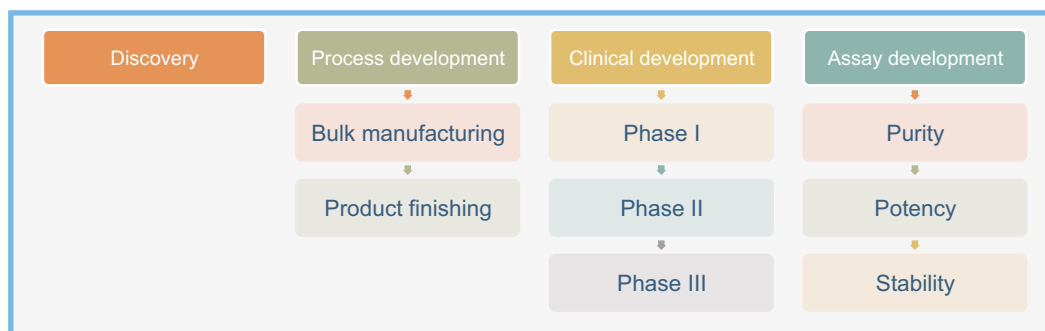 Discovery
Process development
Clinical development
Assay development
Bulk manufacturing
Phase I
Purity
Product finishing
Phase II
Potency
Phase III
Stability